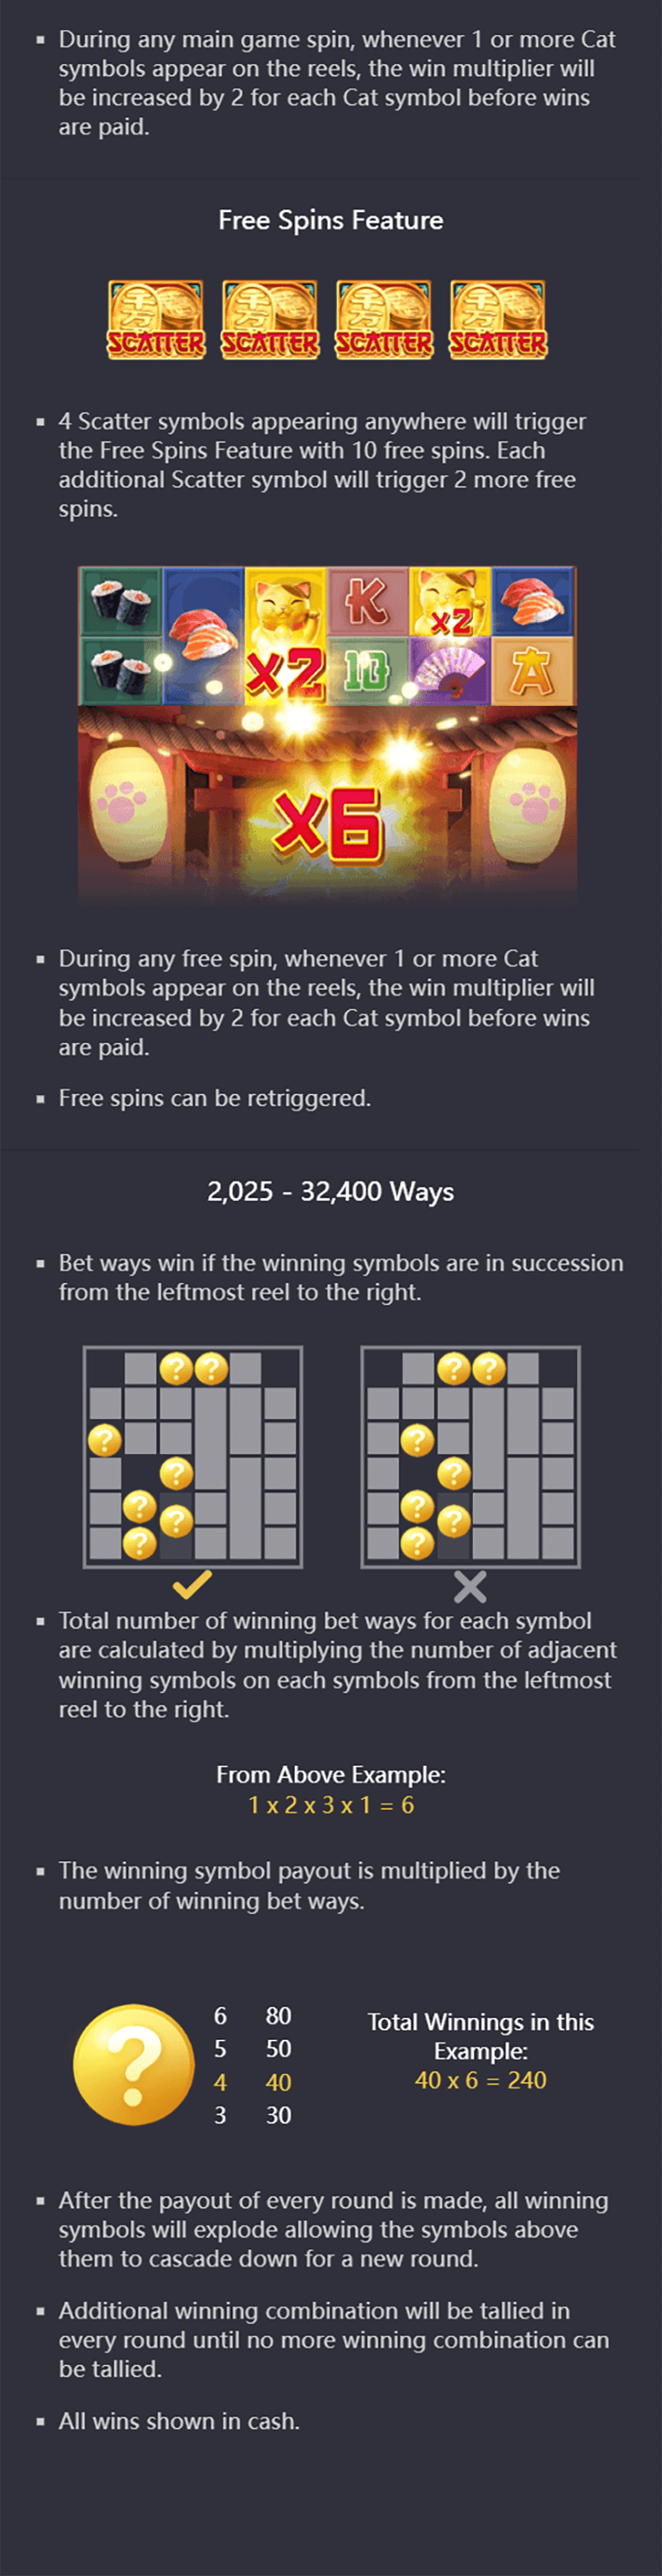 ▪ During any main game spin, whenever 1 or more Cat
symbols appear on the reels, the win multiplier will
be increased by 2 for each Cat symbol before wins
are paid.
Free Spins Feature
千万 千万 千万 千万
SCATTER SCATTER SCATTER SCATTER
▪ 4 Scatter symbols appearing anywhere will trigger
the Free Spins Feature with 10 free spins. Each
additional Scatter symbol will trigger 2 more free
spins.
K x2
x2 10 A
x6
▪ During any free spin, whenever 1 or more Cat
symbols appear on the reels, the win multiplier will
be increased by 2 for each Cat symbol before wins
are paid.
▪ Free spins can be retriggered.
2,025 - 32,400 Ways
▪ Bet ways win if the winning symbols are in succession
from the leftmost reel to the right.
? ? ? ?
? ?
? ?
? ?
? ?
? ?
▪ Total number of winning bet ways for each symbol
are calculated by multiplying the number of adjacent
winning symbols on each symbols from the leftmost
reel to the right.
From Above Example:
1 x 2 x 3 x 1 = 6
▪ The winning symbol payout is multiplied by the
number of winning bet ways.
?
6 80
5 50
4 40
3 30
Total Winnings in this
Example:
40 x 6 = 240
▪ After the payout of every round is made, all winning
symbols will explode allowing the symbols above
them to cascade down for a new round.
▪ Additional winning combination will be tallied in
every round until no more winning combination can
be tallied.
▪ All wins shown in cash.